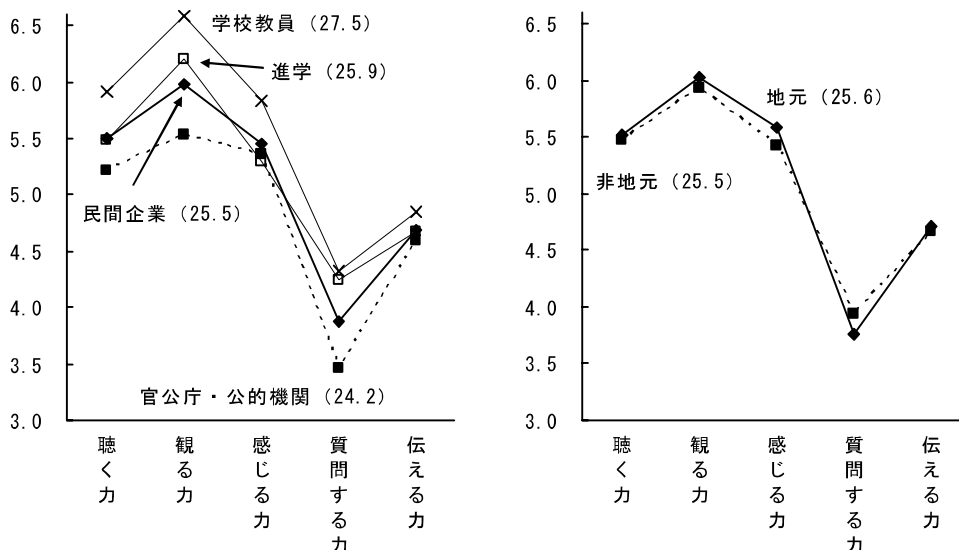 6.5
6.0
5.5
5.0
4.5
4.0
3.5
3.0
学校教員（27.5）
進学（25.9）
民間企業（25.5）
官公庁・公的機関（24.2）
聴く力
観る力
感じる力
質問する力
伝える力
6.5
6.0
5.5
5.0
4.5
4.0
3.5
3.0
地元（25.6）
非地元（25.5）
聴く力
観る力
感じる力
質問する力
伝える力